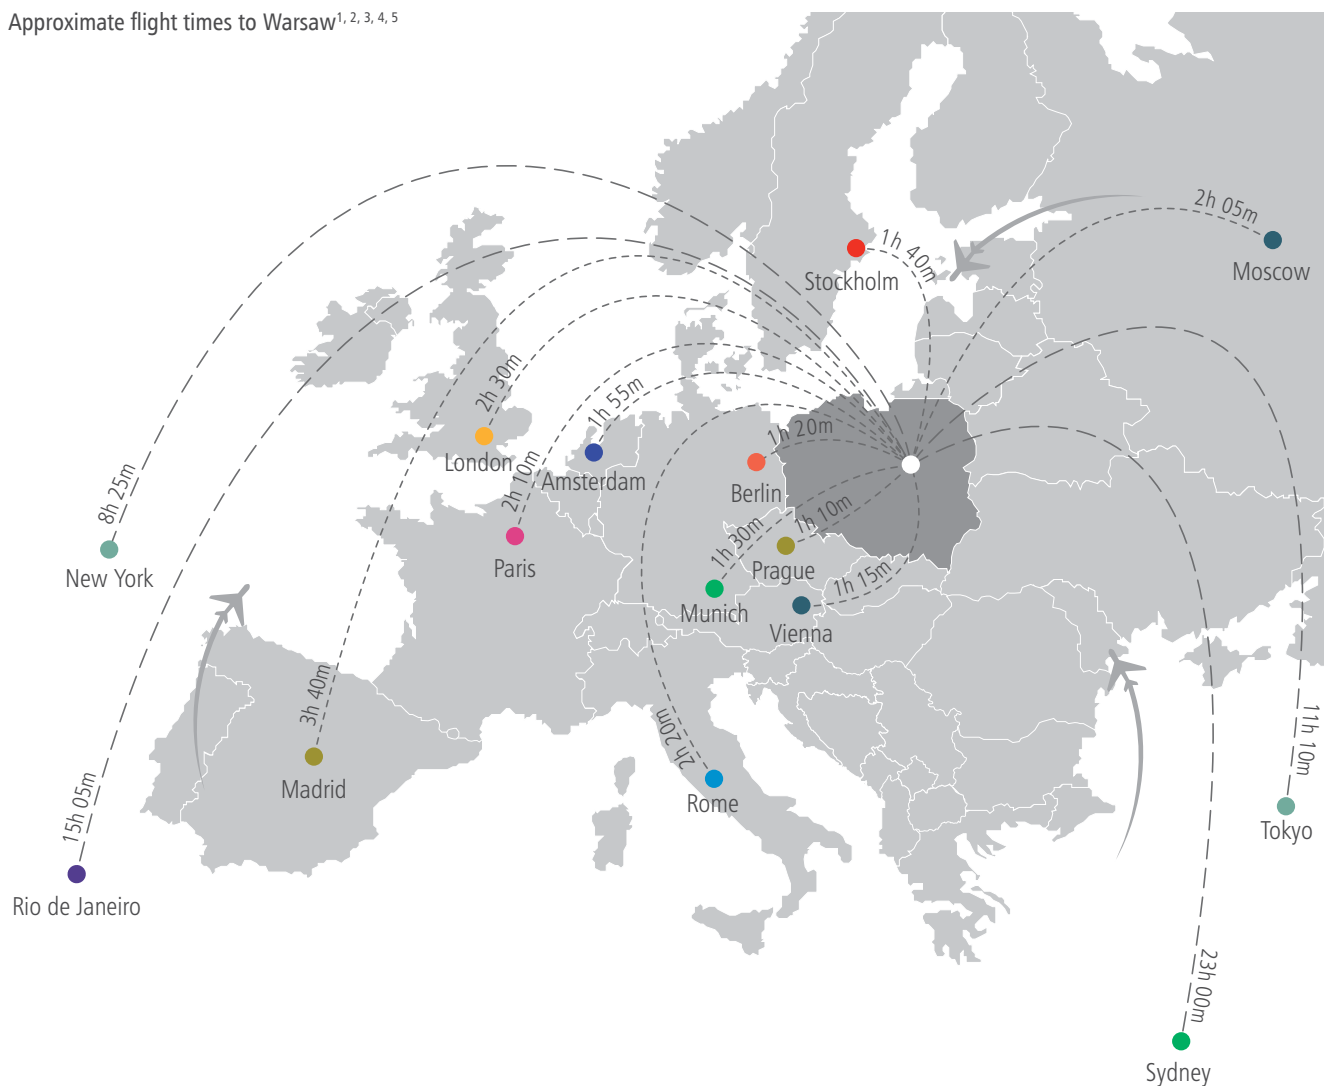 Approximate flight times to Warsaw1, 2, 3, 4, 5
2h 05m
Moscow
1h 40m
Stockholm
2h 30m
London
1h 55m
Amsterdam
2h 10m
Paris
1h 20m
Berlin
8h 25m
New York
1h 10m
Prague
1h 30m
Munich
1h 15m
Vienna
3h 40m
Madrid
2h 20m
Rome
11h 10m
Tokyo
15h 05m
Rio de Janeiro
23h 00m
Sydney